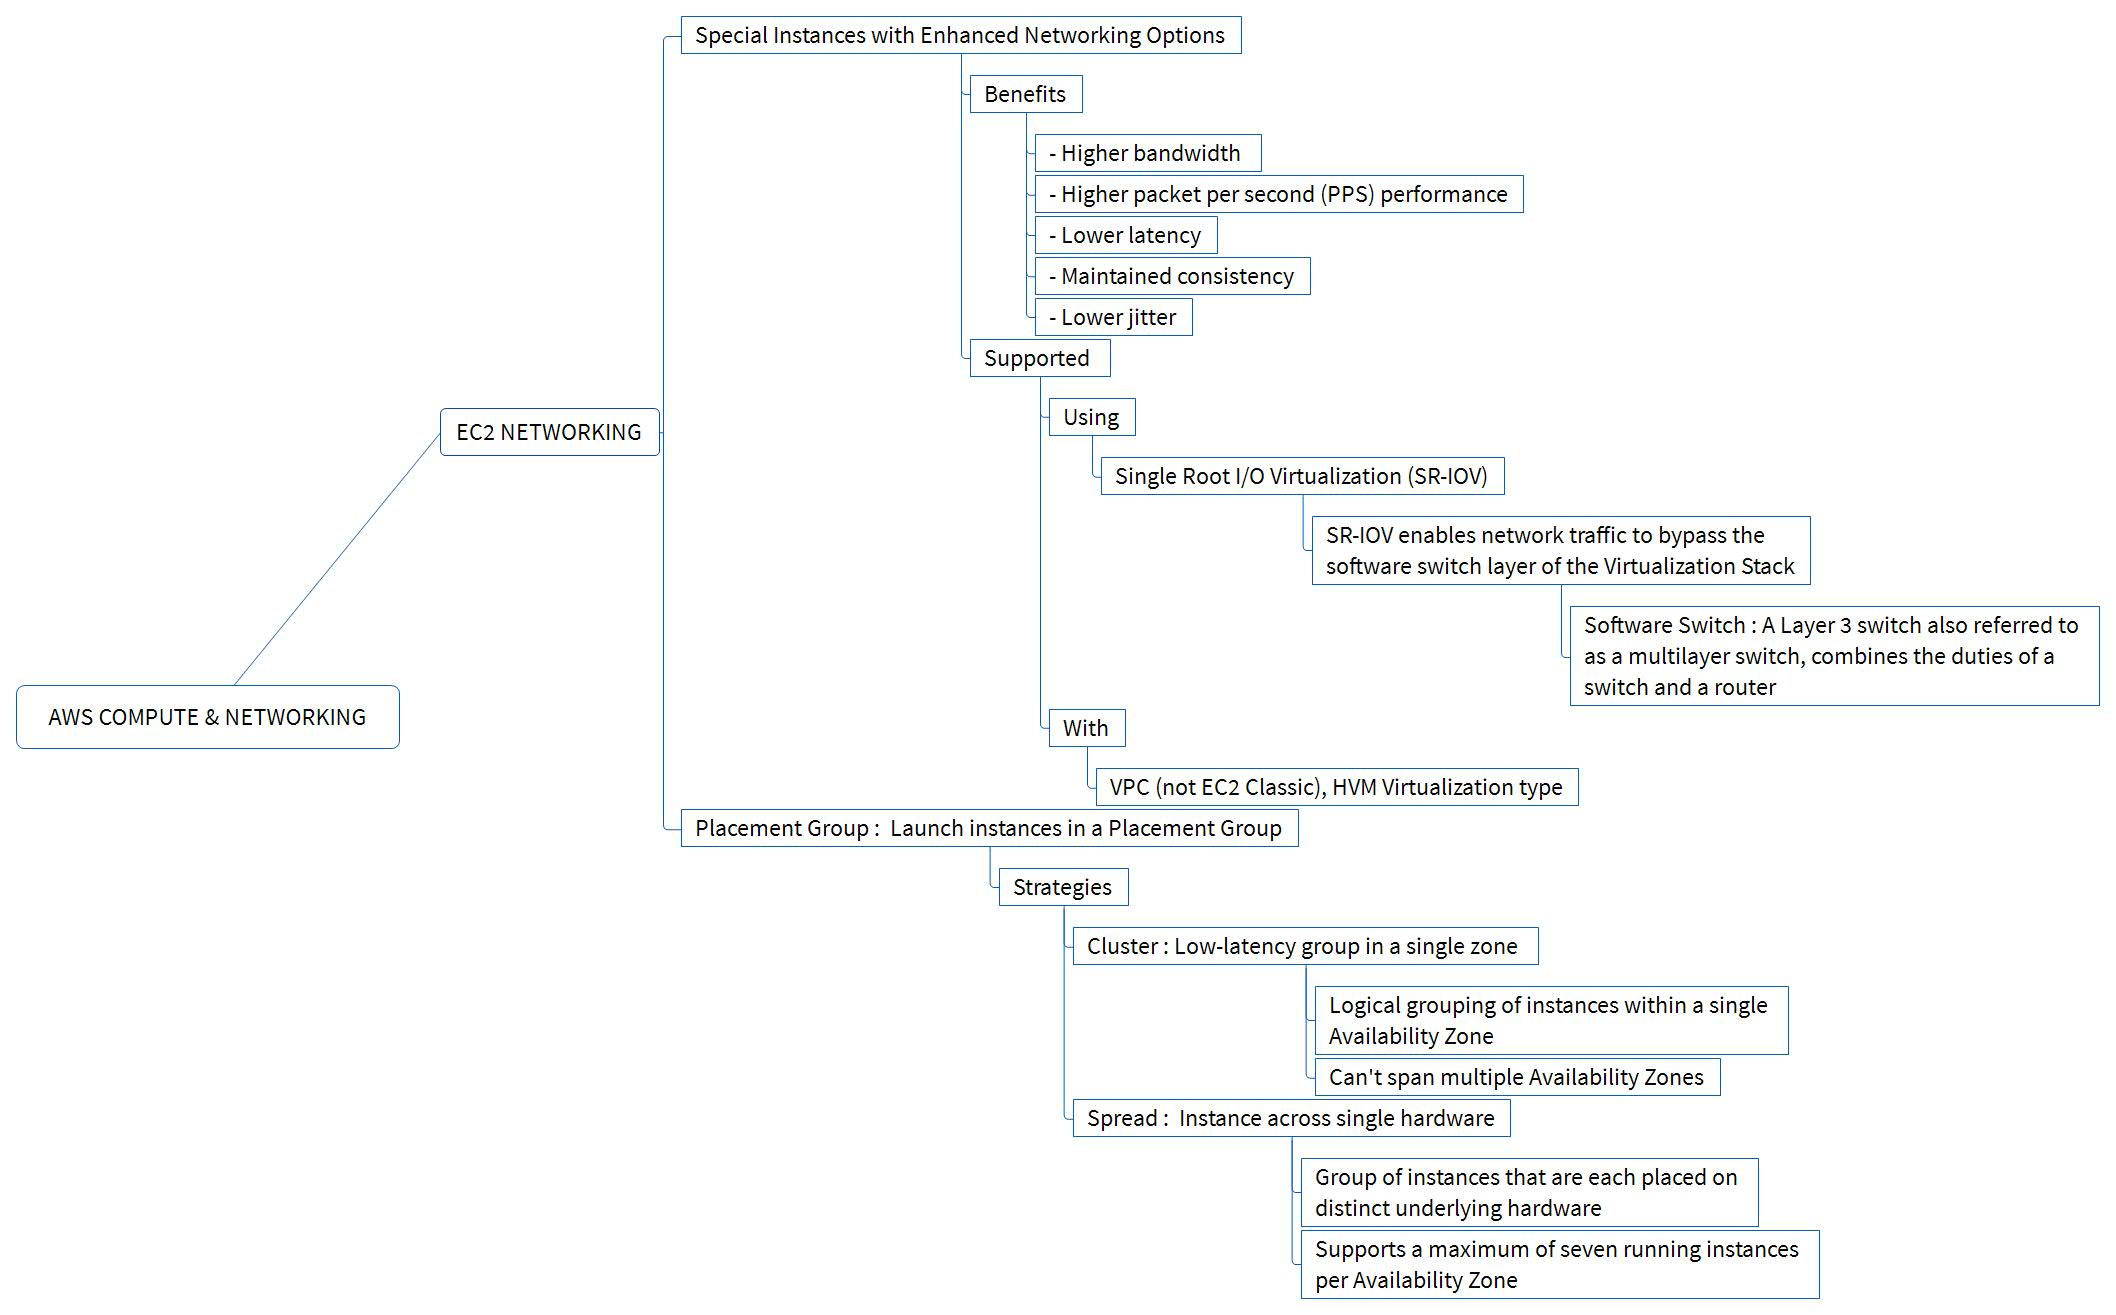 Special Instances with Enhanced Networking Options
Benefits
- Higher bandwidth
- Higher packet per second (PPS) performance
- Lower latency
- Maintained consistency
- Lower jitter
Supported
Using
Single Root I/O Virtualization (SR-IOV)
SR-IOV enables network traffic to bypass the
software switch layer of the Virtualization Stack
Software Switch : A Layer 3 switch also referred to
as a multilayer switch, combines the duties of a
switch and a router
With
VPC (not EC2 Classic), HVM Virtualization type
EC2 NETWORKING
AWS COMPUTE & NETWORKING
Placement Group :  Launch instances in a Placement Group
Strategies
Cluster : Low-latency group in a single zone
Logical grouping of instances within a single
Availability Zone
Can't span multiple Availability Zones
Spread :  Instance across single hardware
Group of instances that are each placed on
distinct underlying hardware
Supports a maximum of seven running instances
per Availability Zone